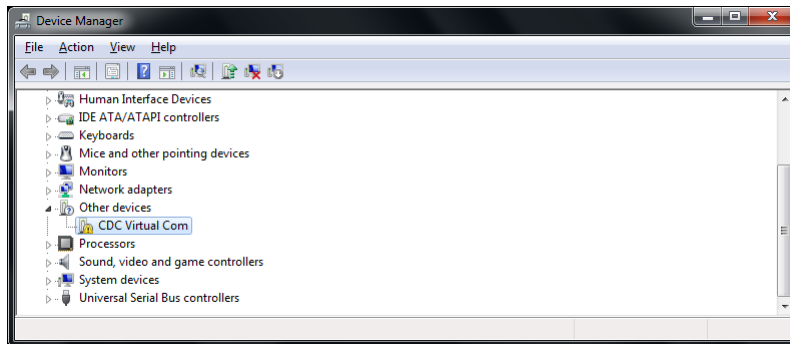 Device Manager
File Action View Help
Human Interface Devices
IDE ATA/ATAPI controllers
Keyboards
Mice and other pointing devices
Monitors
Network adapters
Other devices
CDC Virtual Com
Processors
Sound, video and game controllers
System devices
Universal Serial Bus controllers